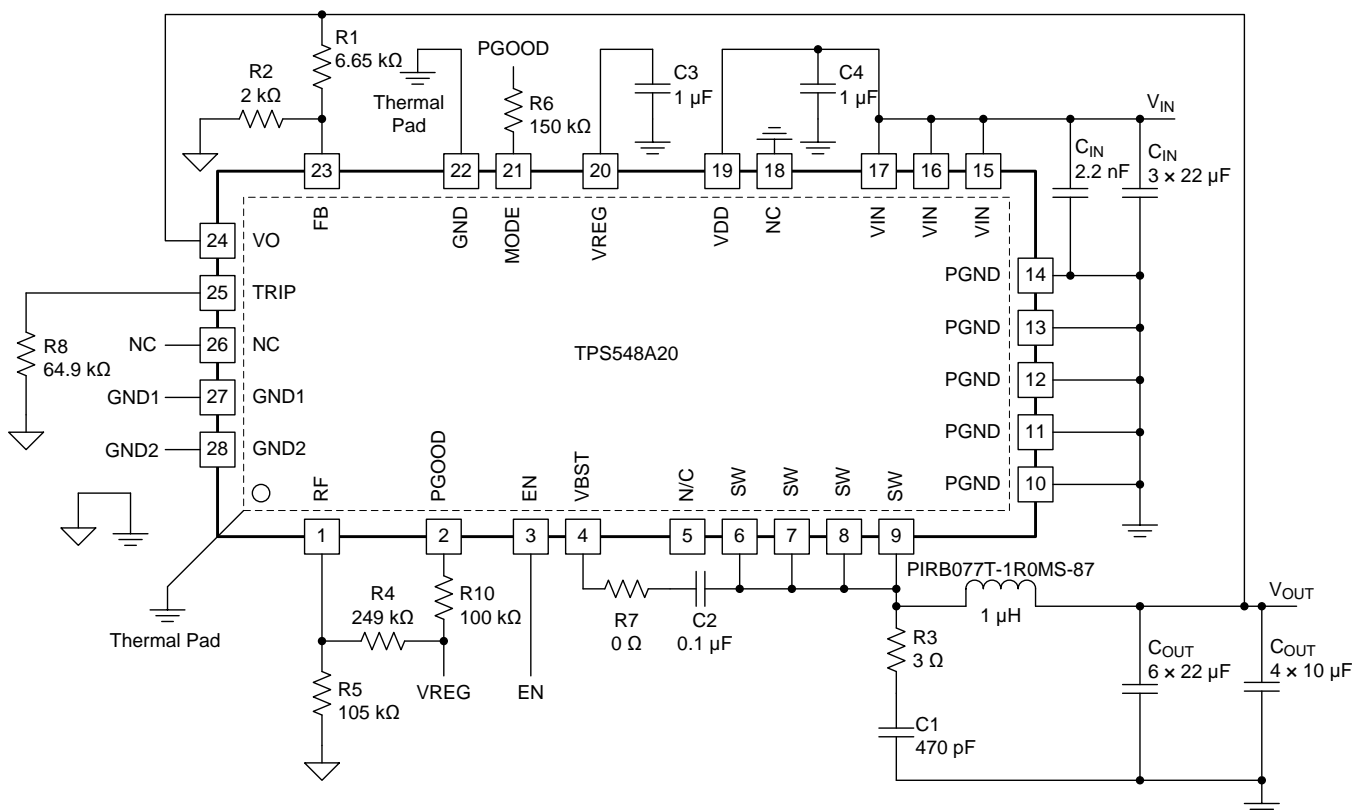 R1
6.65 kΩ
R2
2 kΩ
Thermal
Pad
PGOOD
R6
150 kΩ
C3
1 µF
C4
1 µF
V_IN
C_IN
2.2 nF
C_IN
3 × 22 µF
23
22
21
20
19
18
17
16
15
FB
GND
MODE
VREG
VDD
NC
VIN
VIN
VIN
24
VO
25
TRIP
R8
64.9 kΩ
NC
26
NC
GND1
27
GND1
GND2
28
GND2
TPS548A20
PGND
14
PGND
13
PGND
12
PGND
11
PGND
10
RF
PGOOD
EN
VBST
N/C
SW
SW
SW
SW
1
2
3
4
5
6
7
8
9
Thermal Pad
R4
249 kΩ
R10
100 kΩ
R5
105 kΩ
VREG
EN
R7
0 Ω
C2
0.1 µF
PIRB077T-1R0MS-87
1 µH
R3
3 Ω
C1
470 pF
V_OUT
C_OUT
6 × 22 µF
C_OUT
4 × 10 µF